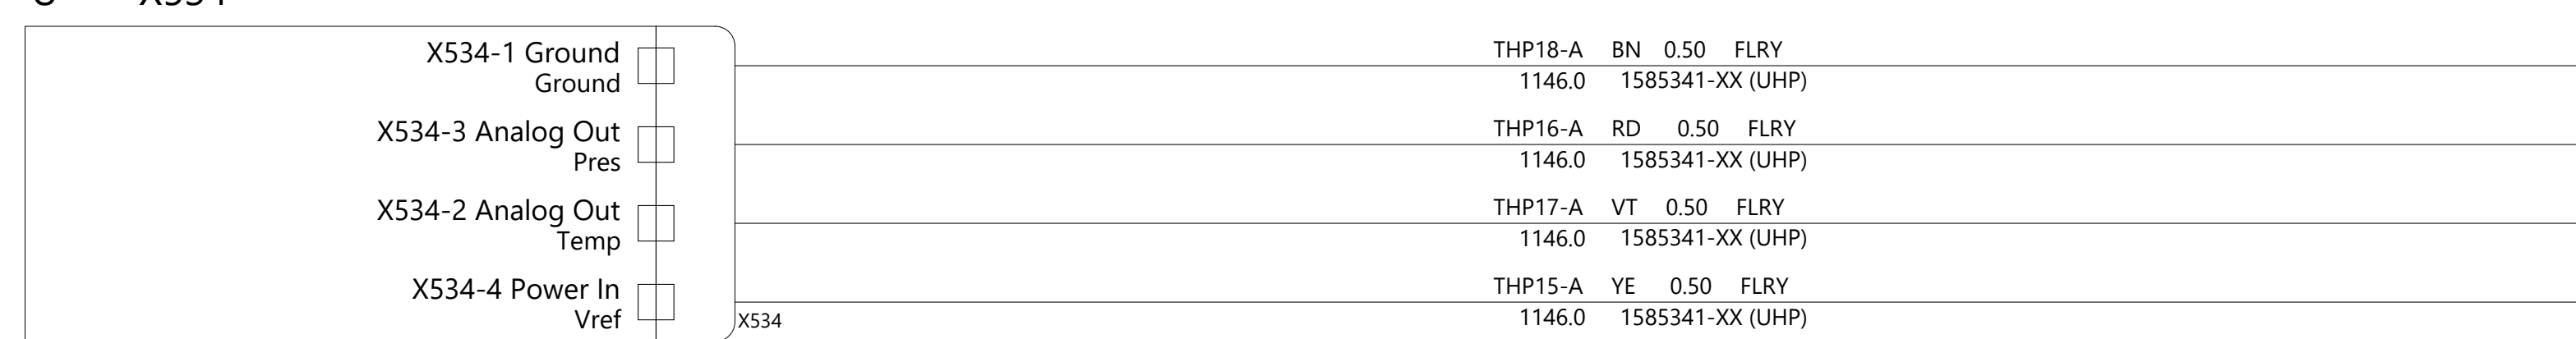 X534-1 Ground
Ground
THP18-A BN 0.50 FLRY
1146.0 1585341-XX (UHP)
X534-3 Analog Out
Pres
THP16-A RD 0.50 FLRY
1146.0 1585341-XX (UHP)
X534-2 Analog Out
Temp
THP17-A VT 0.50 FLRY
1146.0 1585341-XX (UHP)
X534-4 Power In
Vref
X534
THP15-A YE 0.50 FLRY
1146.0 1585341-XX (UHP)